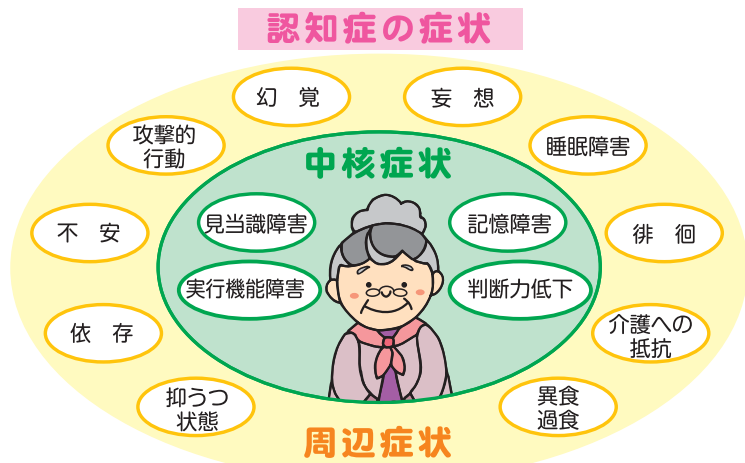 認知症の症状
幻 覚
妄 想
攻撃的
行動
睡眠障害
中核症状
見当識障害
記憶障害
不 安
徘 徊
実行機能障害
判断力低下
依 存
介護への
抵抗
抑うつ
状態
異食
過食
周辺症状